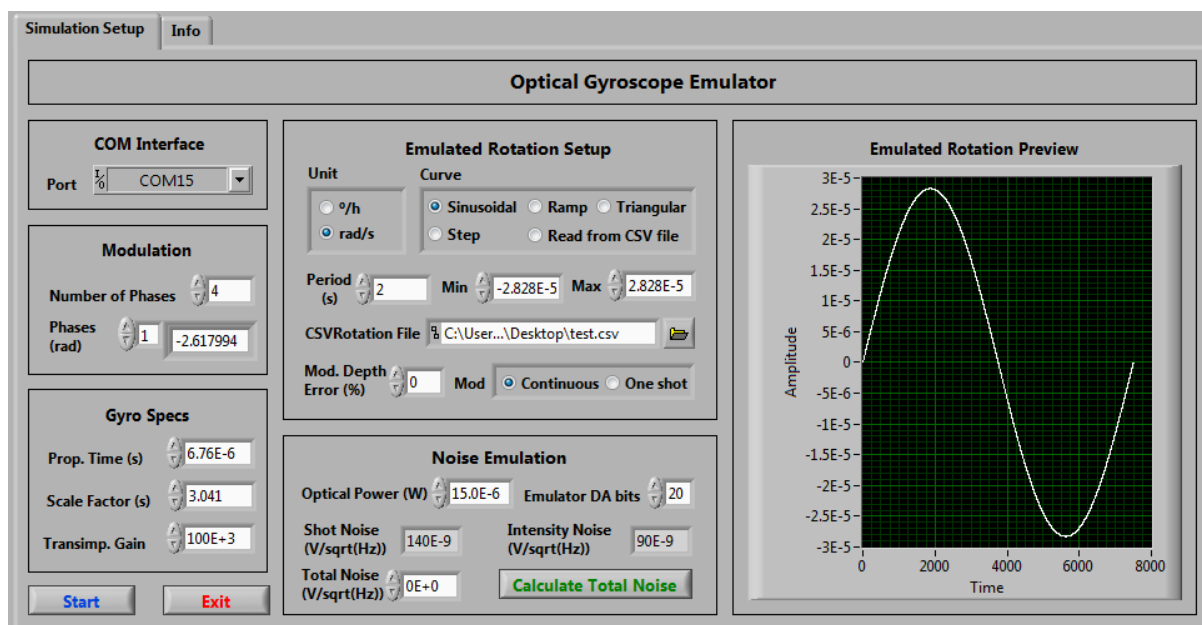 Simulation Setup
Info
Optical Gyroscope Emulator
COM Interface
Port I/O COM15
Modulation
Number of Phases 4
Phases
(rad) 1 -2.617994
Gyro Specs
Prop. Time (s) 6.76E-6
Scale Factor (s) 3.041
Transimp. Gain 100E+3
Start Exit
Emulated Rotation Setup
Unit Curve
º/h Sinusoidal Ramp Triangular
rad/s Step Read from CSV file
Period
(s) 2 Min -2.828E-5 Max 2.828E-5
CSVRotation File C:\User...\Desktop\test.csv
Mod. Depth
Error (%) 0 Mod Continuous One shot
Noise Emulation
Optical Power (W) 15.0E-6 Emulator DA bits 20
Shot Noise
(V/sqrt(Hz)) 140E-9
Intensity Noise
(V/sqrt(Hz)) 90E-9
Total Noise
(V/sqrt(Hz)) 0E+0
Calculate Total Noise
Emulated Rotation Preview
Amplitude
3E-5
2.5E-5
2E-5
1.5E-5
1E-5
5E-6
0
-5E-6
-1E-5
-1.5E-5
-2E-5
-2.5E-5
-3E-5
0 2000 4000 6000 8000
Time